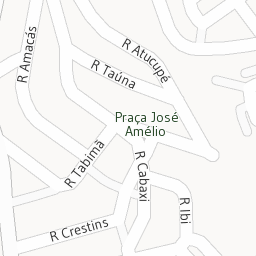 R Atucupé
R Amacás
R Taúna
Praça José
Amélio
R Tabimã
R Cabaxi
R Ibi
R Crestins